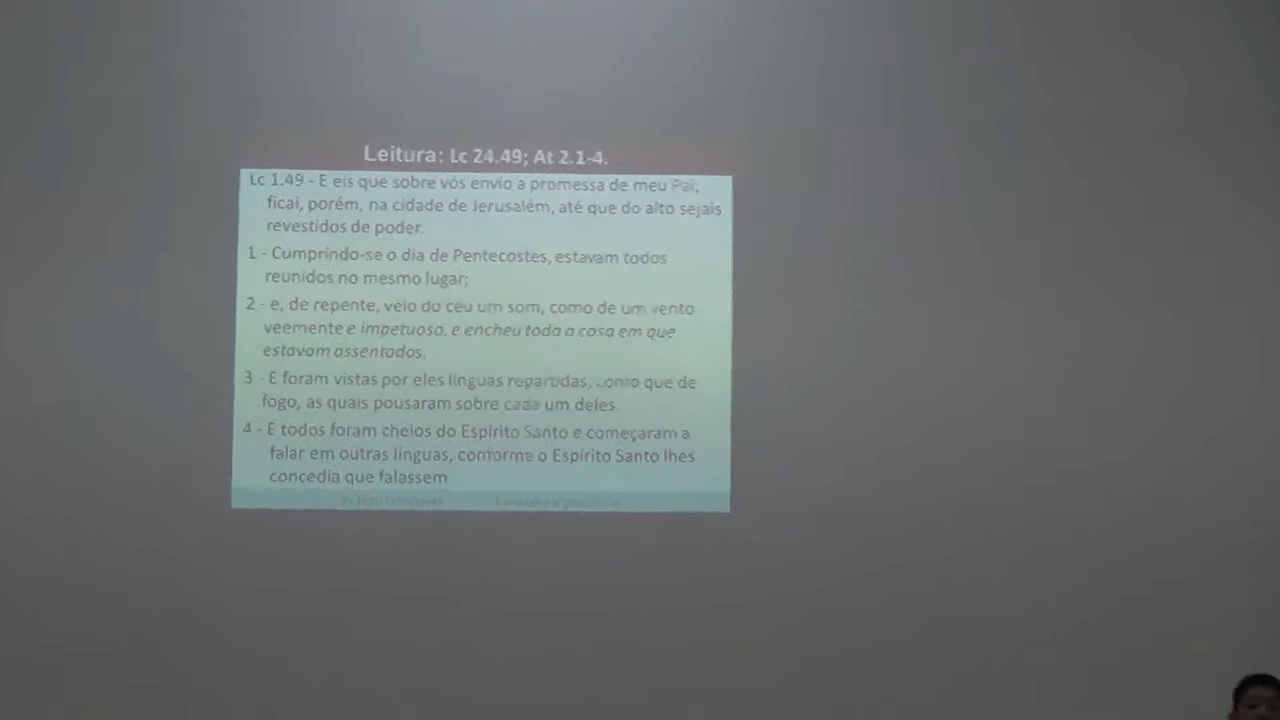 Leitura: Lc 24.49; At 2.1-4.
Lc 1.49 - E eis que sobre vós envio a promessa de meu Pai;
ficai, porém, na cidade de Jerusalém, até que do alto sejais
revestidos de poder.
1 - Cumprindo-se o dia de Pentecostes, estavam todos
reunidos no mesmo lugar;
2 - e, de repente, veio do céu um som, como de um vento
veemente e impetuoso, e encheu toda a casa em que
estavam assentados.
3 - E foram vistas por eles línguas repartidas, como que de
fogo, as quais pousaram sobre cada um deles.
4 - E todos foram cheios do Espírito Santo e começaram a
falar em outras línguas, conforme o Espírito Santo lhes
concedia que falassem